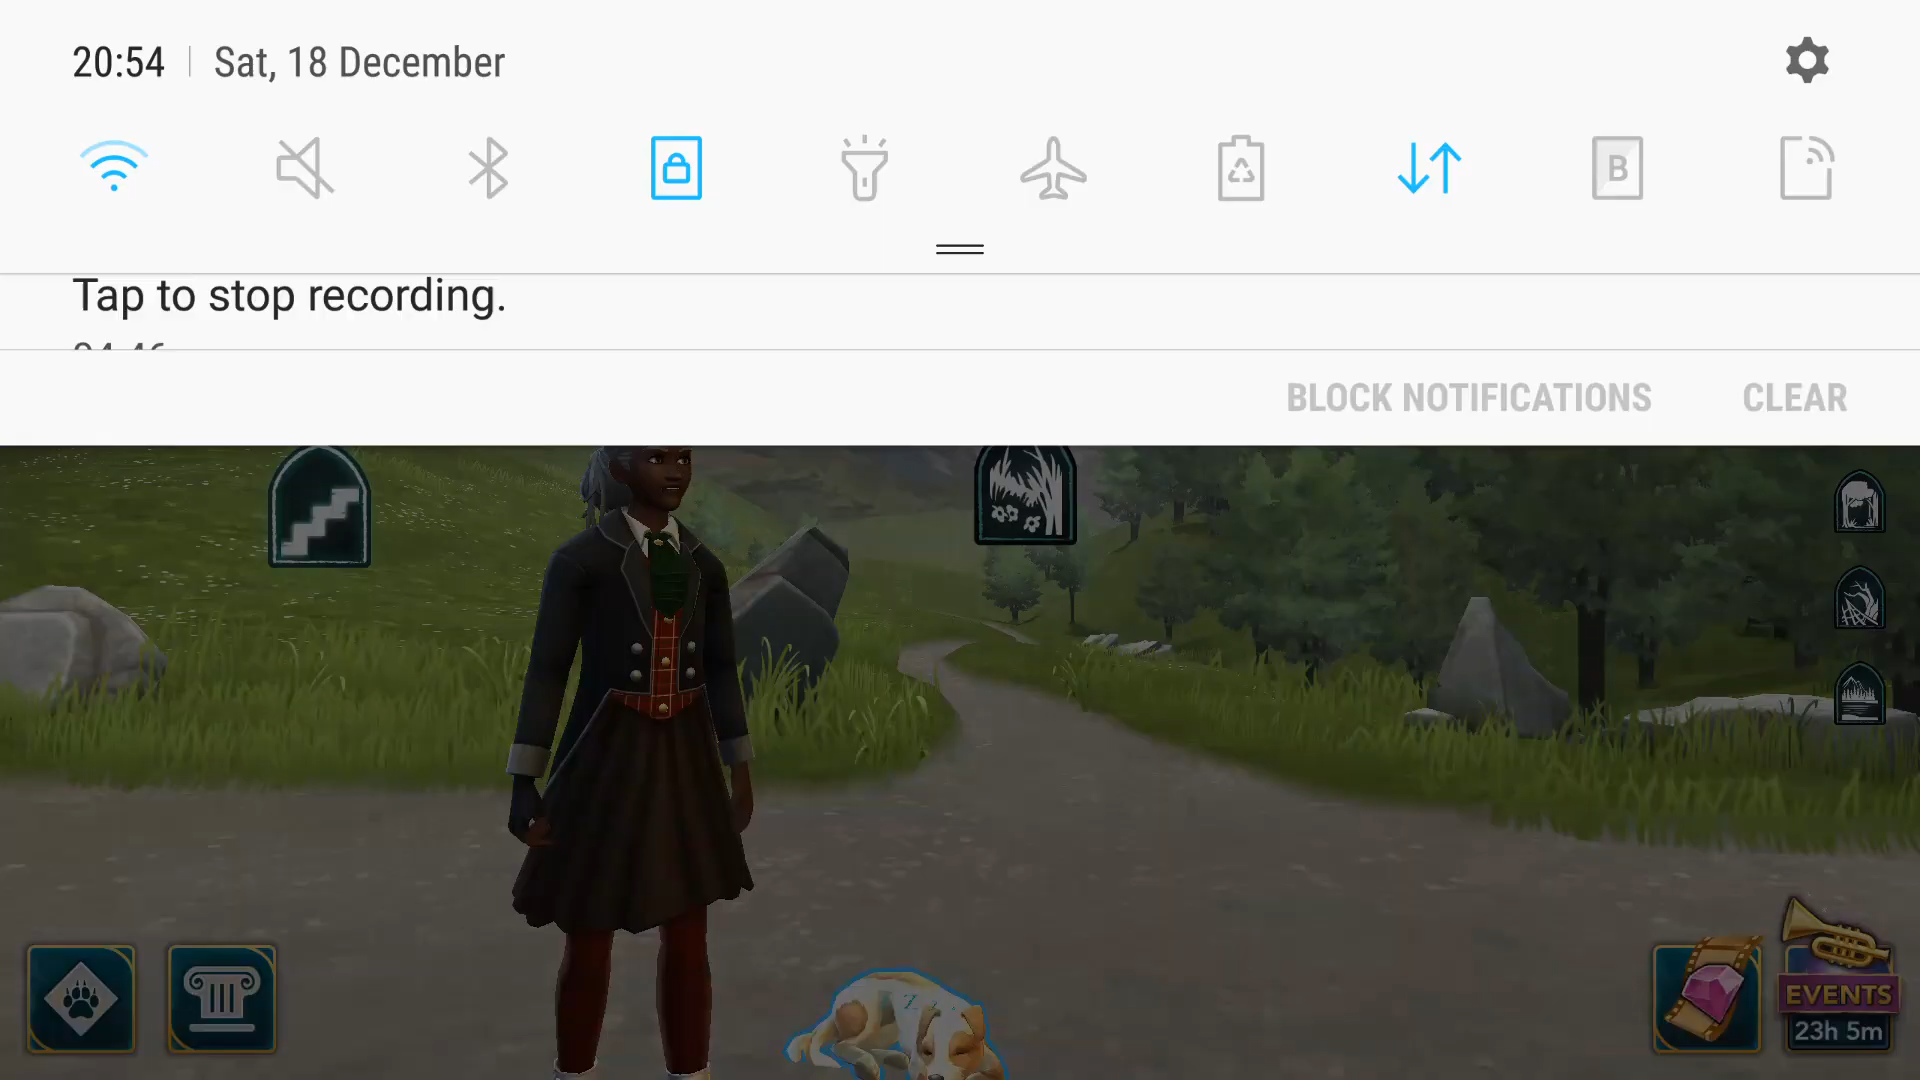 20:54 Sat, 18 December
B
Tap to stop recording.
BLOCK NOTIFICATIONS CLEAR
EVENTS
23h 5m